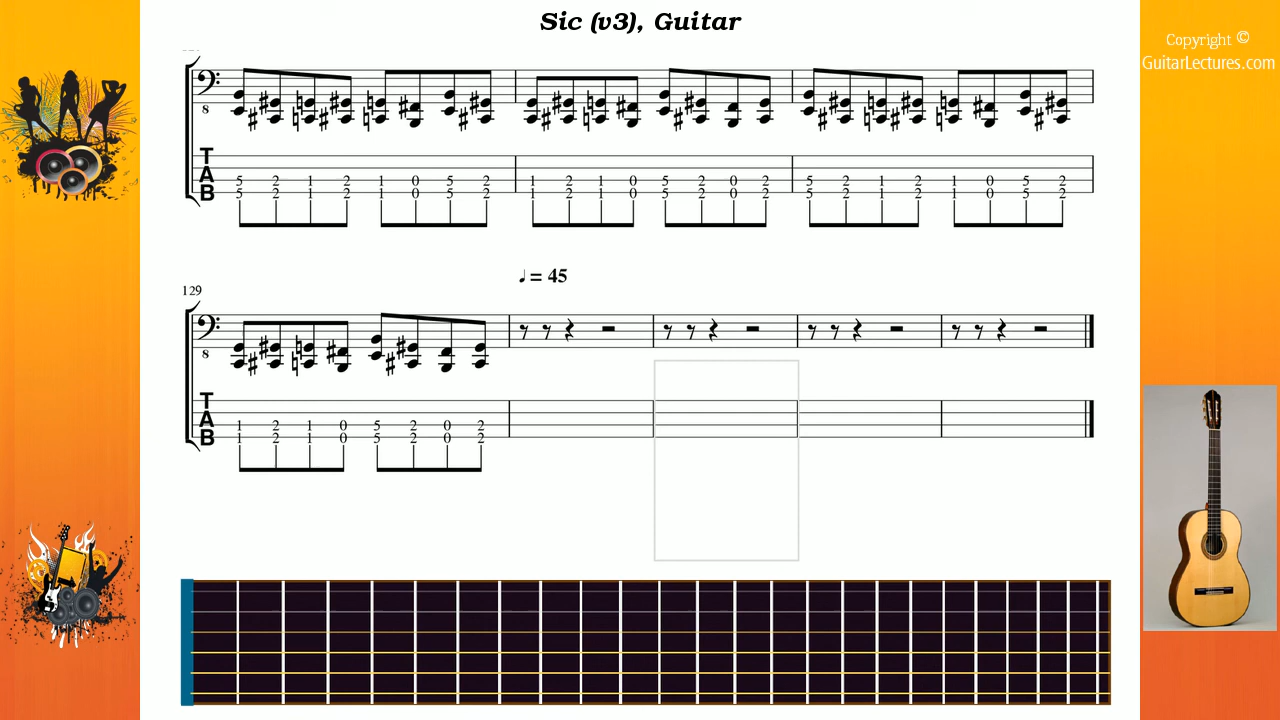 Sic (v3), Guitar
Copyright ©
GuitarLectures.com
8
T
A
B
5 2 1 2 1 0 5 2 1 2 1 0 5 2 0 2 5 2 1 2 1 0 5 2
5 2 1 2 1 0 5 2 1 2 1 0 5 2 0 2 5 2 1 2 1 0 5 2
♩ = 45
129
8
T
A
B
1 2 1 0 5 2 0 2
1 2 1 0 5 2 0 2